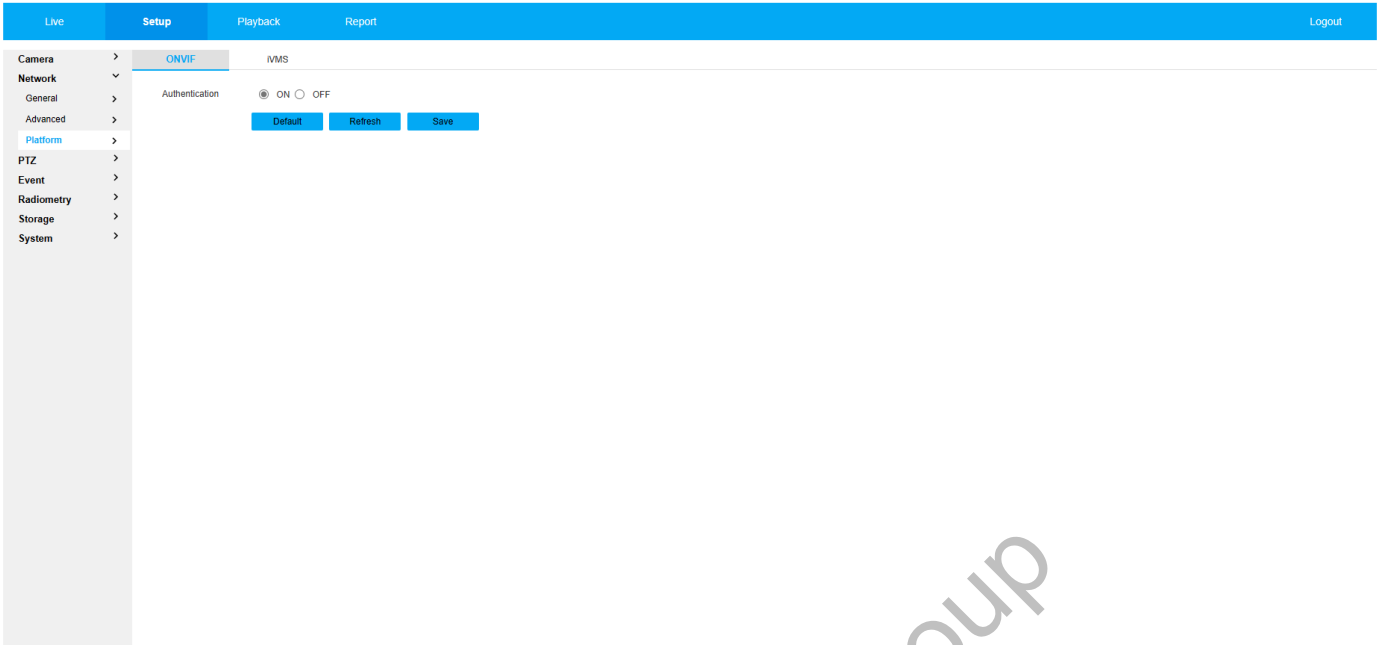 Live Setup Playback Report Logout
Camera ONVIF IVMS
Network
General Authentication ON OFF
Advanced Default Refresh Save
Platform
PTZ
Event
Radiometry
Storage
System
oup